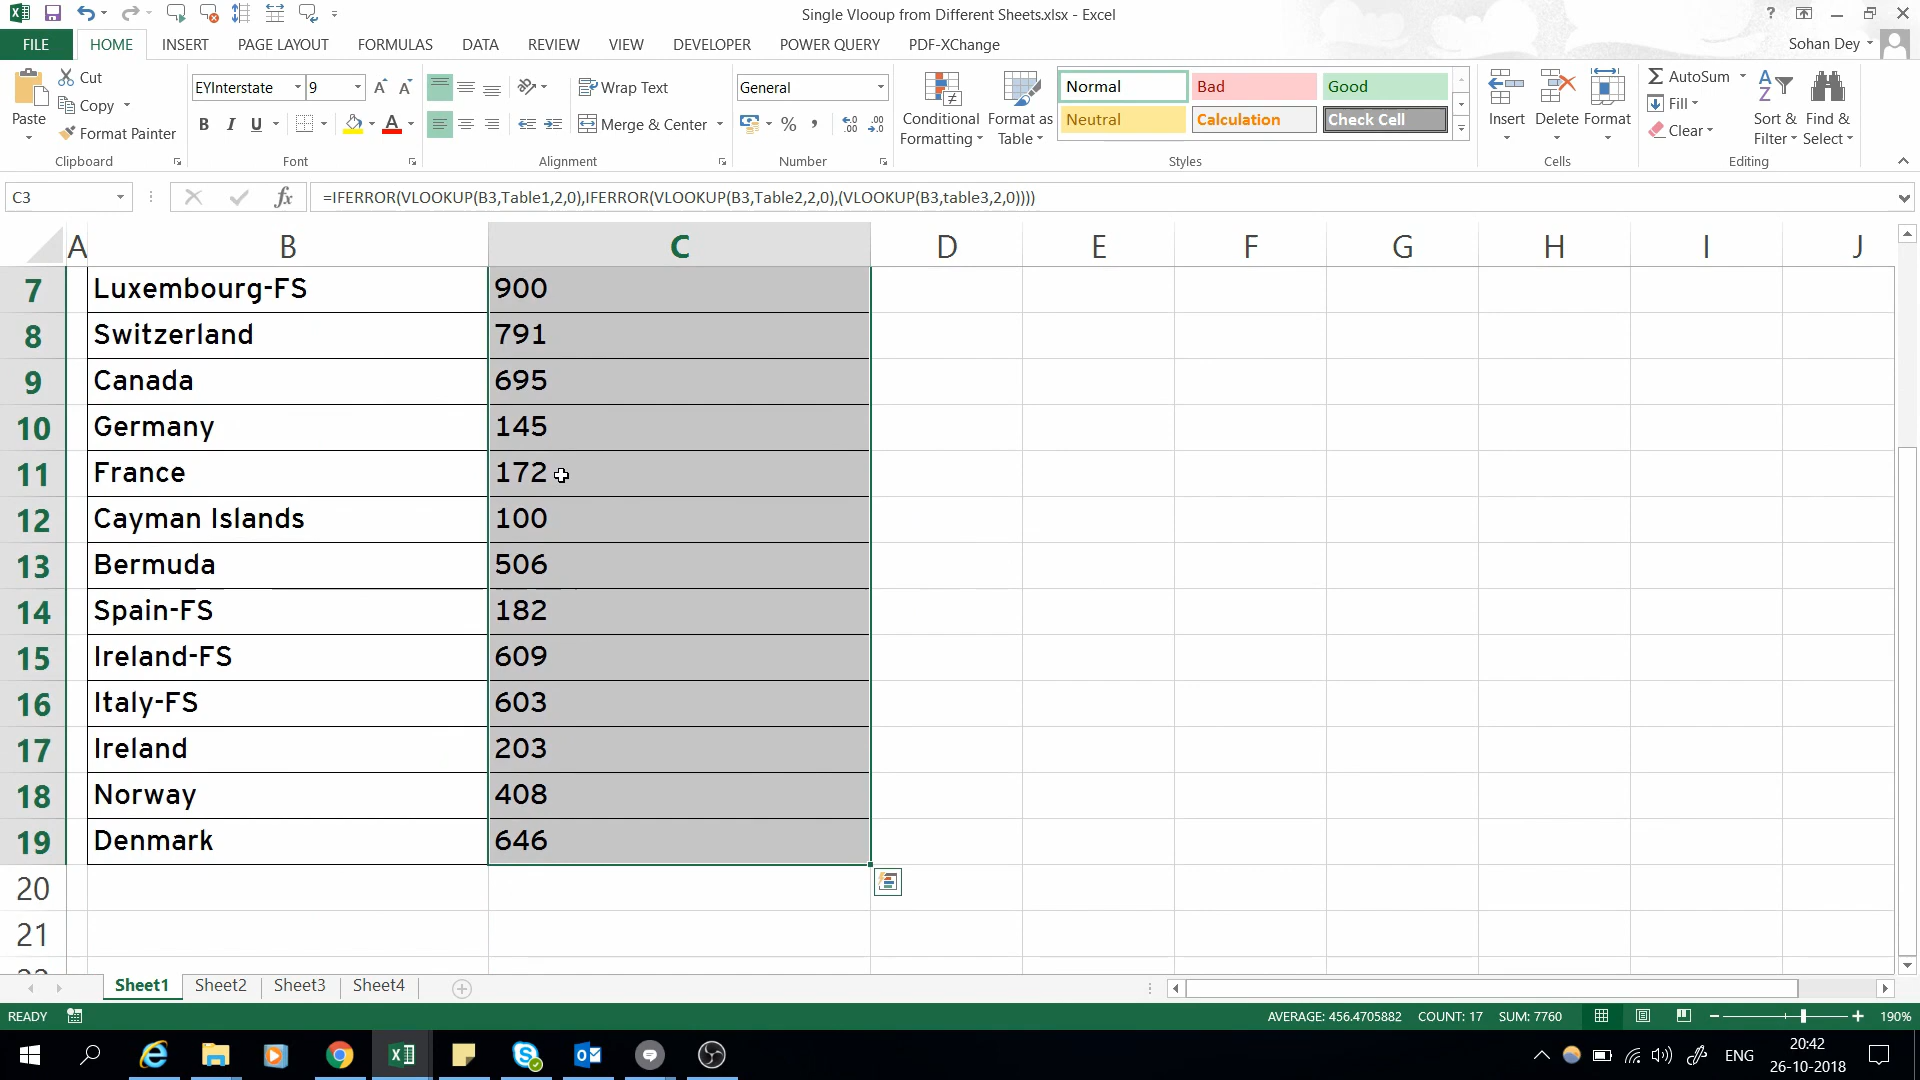 Single Vlooup from Different Sheets.xlsx - Excel
?
FILE HOME INSERT PAGE LAYOUT FORMULAS DATA REVIEW VIEW DEVELOPER POWER QUERY PDF-XChange Sohan Dey
Paste
Cut
Copy
Format Painter
Clipboard
EYInterstate 9
B I U
Font
Wrap Text
Merge & Center
Alignment
General
%
Number
Conditional Formatting
Format as Table
Normal Bad Good
Neutral Calculation Check Cell
Styles
Insert Delete Format
Cells
AutoSum
Fill
Clear
Sort & Filter
Find & Select
Editing
C3 fx =IFERROR(VLOOKUP(B3,Table1,2,0),IFERROR(VLOOKUP(B3,Table2,2,0),(VLOOKUP(B3,table3,2,0))))
A B C D E F G H I J
7 Luxembourg-FS 900
8 Switzerland 791
9 Canada 695
10 Germany 145
11 France 172
12 Cayman Islands 100
13 Bermuda 506
14 Spain-FS 182
15 Ireland-FS 609
16 Italy-FS 603
17 Ireland 203
18 Norway 408
19 Denmark 646
20
21
Sheet1 Sheet2 Sheet3 Sheet4
READY AVERAGE: 456.4705882 COUNT: 17 SUM: 7760 190%
ENG
20:42
26-10-2018